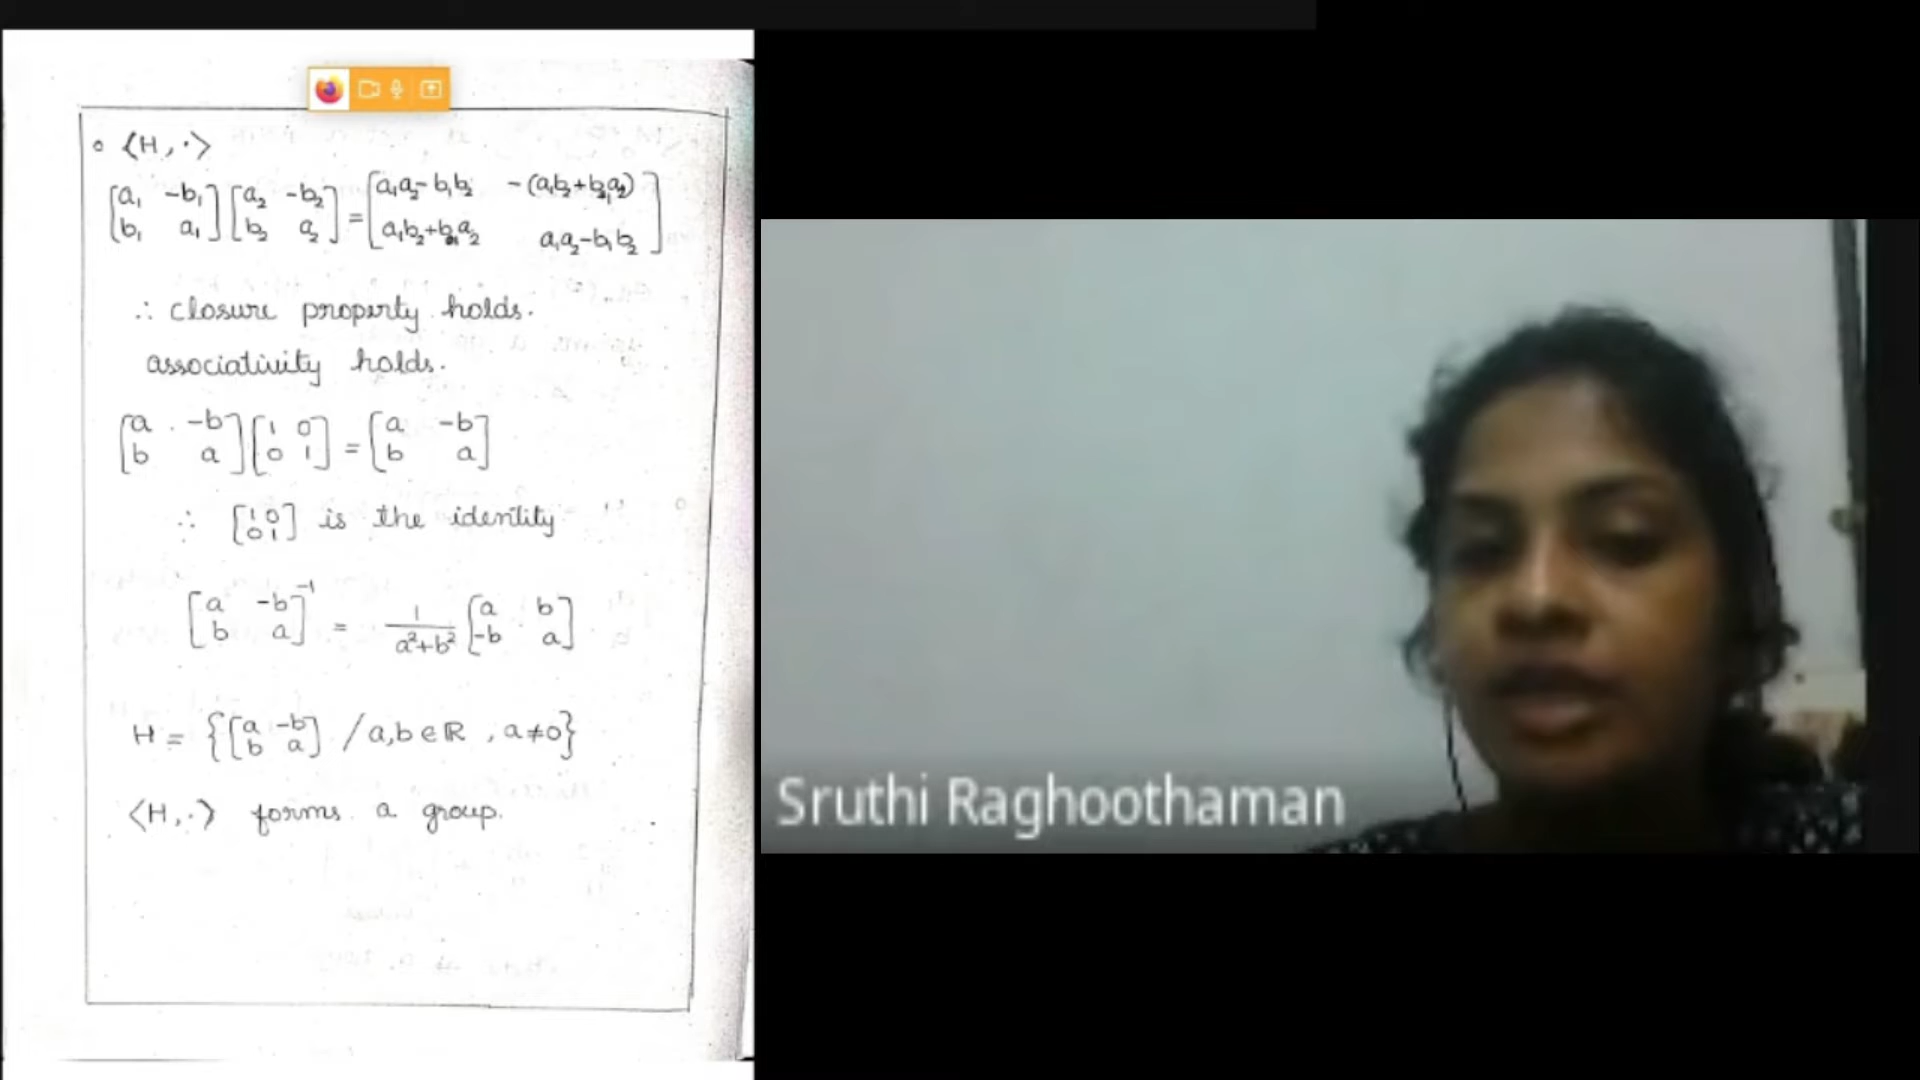 ∘ ⟨H, ·⟩
[a₁ -b₁; b₁ a₁] [a₂ -b₂; b₂ a₂] = [a₁a₂-b₁b₂ -(a₁b₂+b₁a₂); a₁b₂+b₁a₂ a₁a₂-b₁b₂]
∴ closure property holds.
associativity holds.
[a -b; b a] [1 0; 0 1] = [a -b; b a]
∴ [1 0; 0 1] is the identity
[a -b; b a]⁻¹ = 1/(a²+b²) [a b; -b a]
H = {[a -b; b a] / a,b∈ℝ, a≠0}
⟨H, ·⟩ forms a group.
Sruthi Raghoothaman